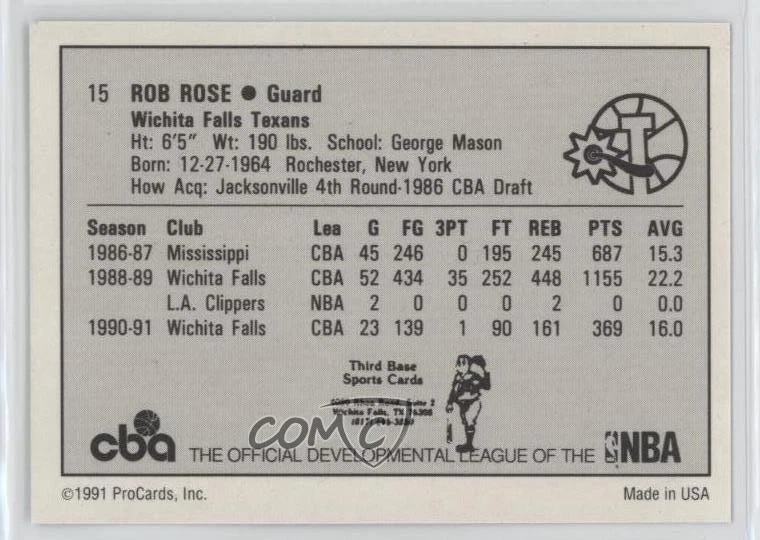 15 ROB ROSE ● Guard
Wichita Falls Texans
Ht: 6'5" Wt: 190 lbs. School: George Mason
Born: 12-27-1964 Rochester, New York
How Acq: Jacksonville 4th Round-1986 CBA Draft
T
Season Club Lea G FG 3PT FT REB PTS AVG
1986-87 Mississippi CBA 45 246 0 195 245 687 15.3
1988-89 Wichita Falls CBA 52 434 35 252 448 1155 22.2
L.A. Clippers NBA 2 0 0 0 2 0 0.0
1990-91 Wichita Falls CBA 23 139 1 90 161 369 16.0
Third Base
Sports Cards
Suite 2
Wichita Falls, TX 76308
COMC
cba THE OFFICIAL DEVELOPMENTAL LEAGUE OF THE NBA
©1991 ProCards, Inc. Made in USA